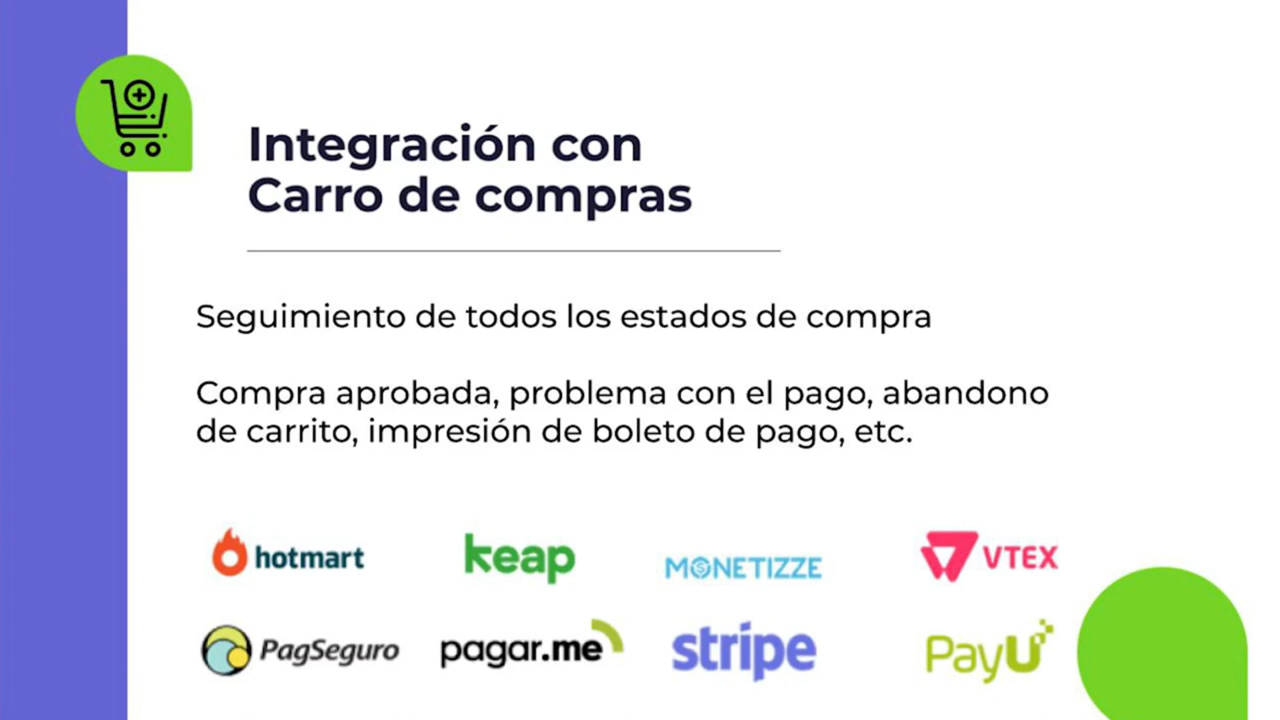 Integración con
Carro de compras
Seguimiento de todos los estados de compra
Compra aprobada, problema con el pago, abandono
de carrito, impresión de boleto de pago, etc.
hotmart keap MONETIZZE VTEX
PagSeguro pagar.me stripe PayU